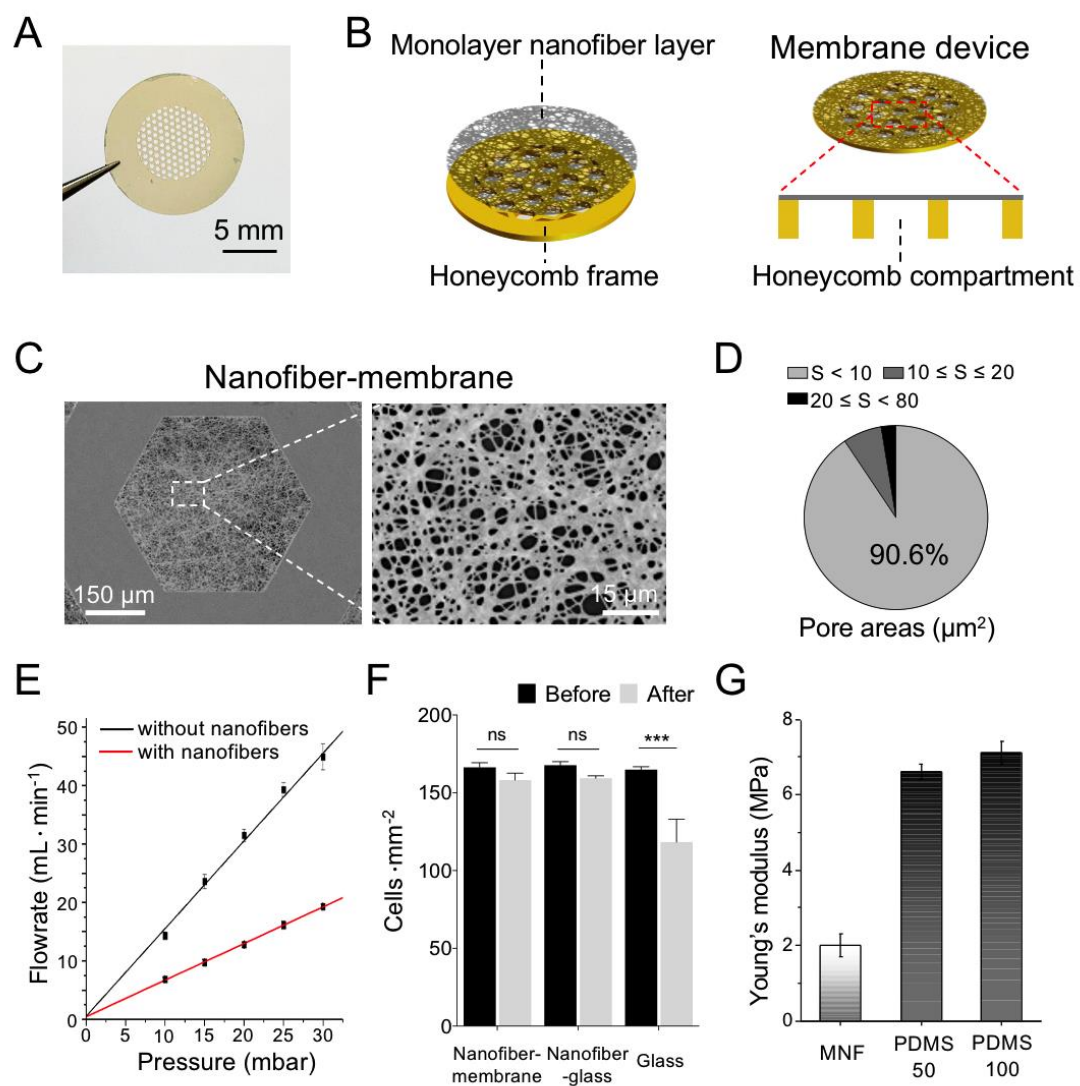 A
5 mm
B
Monolayer nanofiber layer
Honeycomb frame
Membrane device
Honeycomb compartment
C
Nanofiber-membrane
150 μm
15 μm
D
S < 10
10 ≤ S ≤ 20
20 ≤ S < 80
90.6%
Pore areas (μm²)
E
without nanofibers
with nanofibers
50
40
30
20
10
0
0 5 10 15 20 25 30
Flowrate (mL · min⁻¹)
Pressure (mbar)
F
Before
After
ns
ns
***
200
150
100
50
0
Cells ·mm⁻²
Nanofiber-
membrane
Nanofiber
-glass
Glass
G
8
6
4
2
0
Young's modulus (MPa)
MNF
PDMS
50
PDMS
100